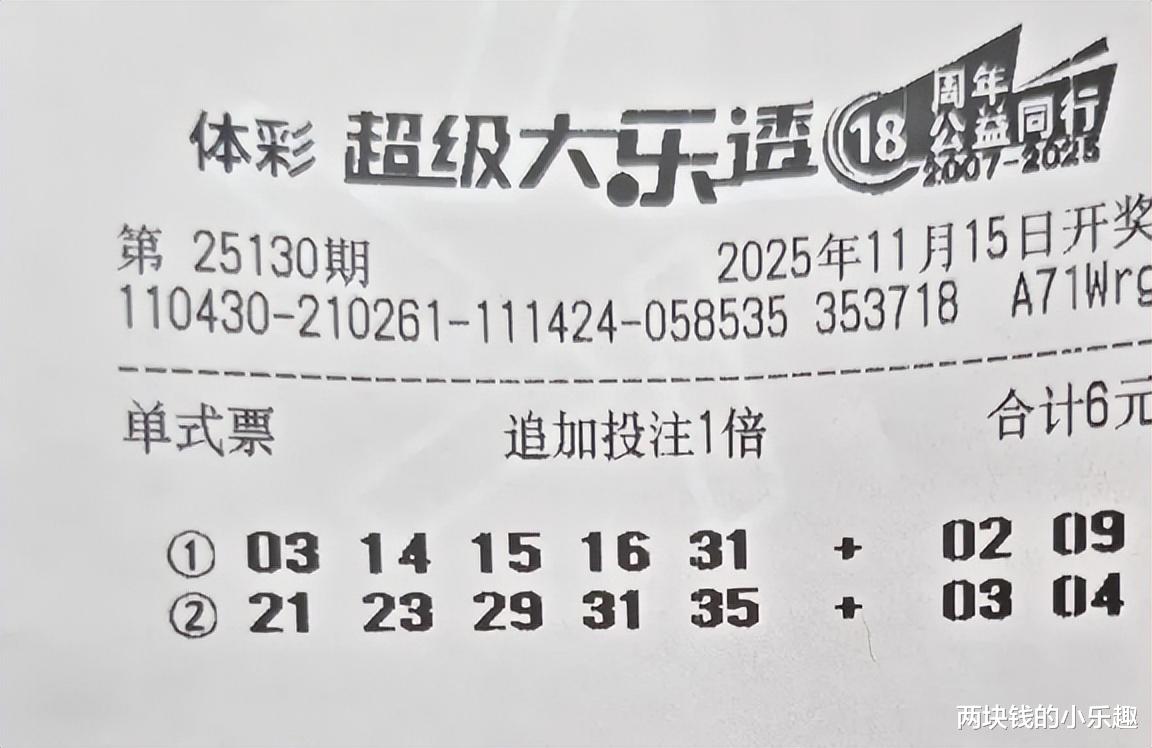 体彩 超级大乐透 18 周年
公益同行
2007-2025
第 25130期 2025年11月15日开奖
110430-210261-111424-058535 353718 A71Wrg
单式票 追加投注1倍 合计6元
① 03 14 15 16 31 + 02 09
② 21 23 29 31 35 + 03 04
两块钱的小乐趣